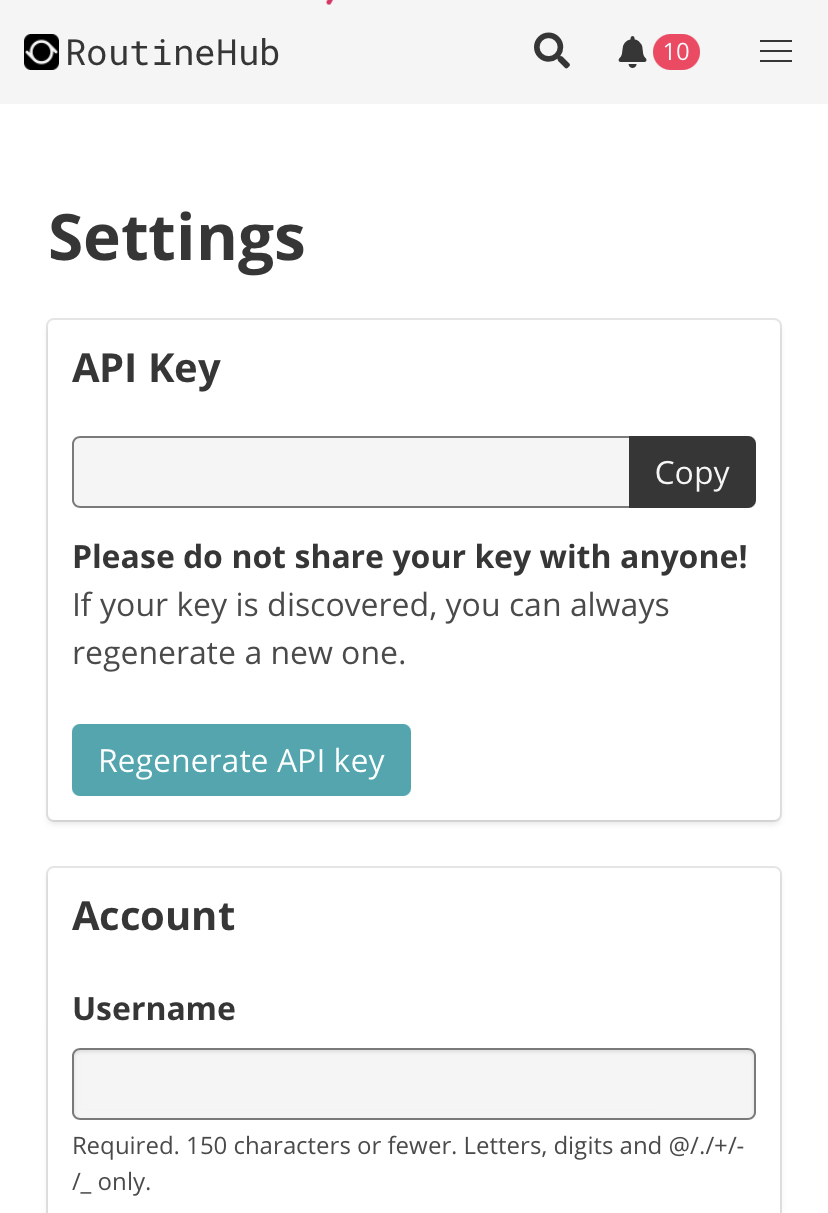 RoutineHub
10
Settings
API Key
Copy
Please do not share your key with anyone!
If your key is discovered, you can always
regenerate a new one.
Regenerate API key
Account
Username
Required. 150 characters or fewer. Letters, digits and @/./+/-
/_ only.